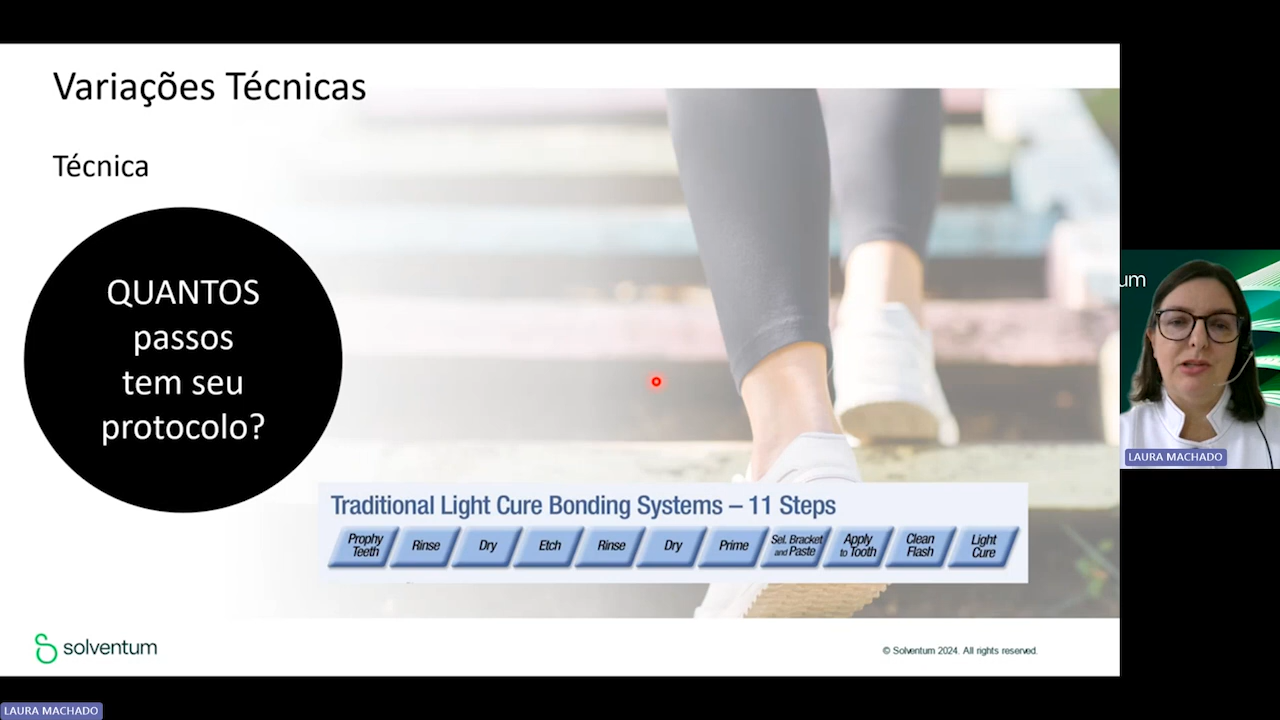 Variações Técnicas
Técnica
QUANTOS
passos
tem seu
protocolo?
Traditional Light Cure Bonding Systems – 11 Steps
Prophy
Teeth
Rinse
Dry
Etch
Rinse
Dry
Prime
Sel. Bracket
and Paste
Apply
to Tooth
Clean
Flash
Light
Cure
solventum
© Solventum 2024. All rights reserved.
um
LAURA MACHADO
LAURA MACHADO